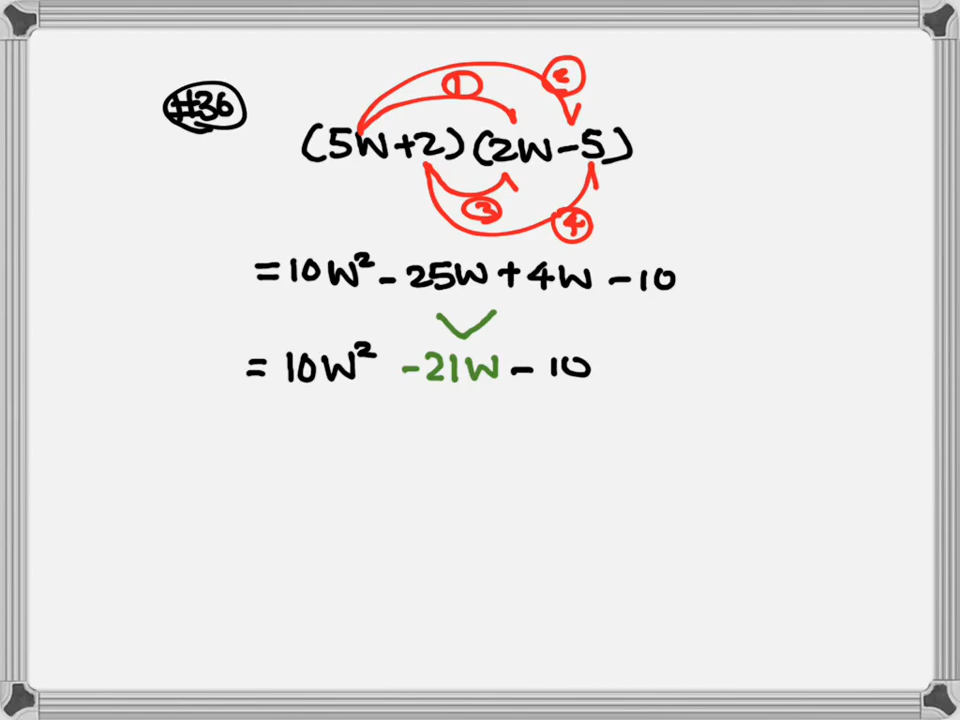 #36
1 2
(5W+2)(2W-5)
3 4
=10W² - 25W + 4W - 10
= 10W² -21W - 10